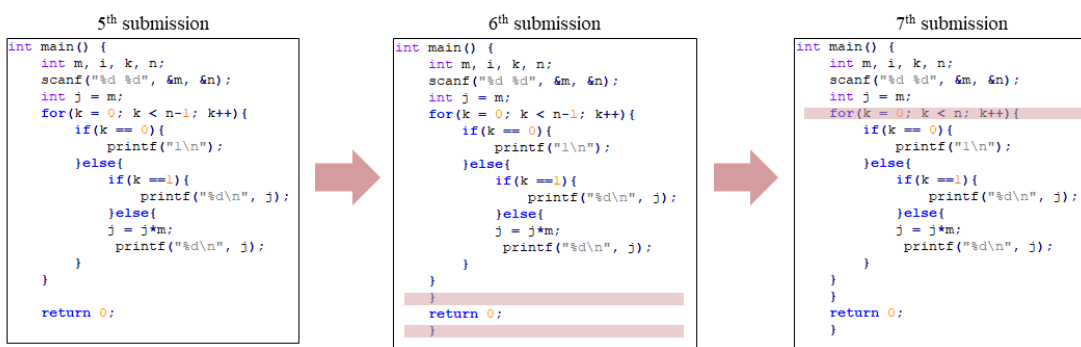 5th submission
int main() {
int m, i, k, n;
scanf("%d %d", &m, &n);
int j = m;
for(k = 0; k < n-1; k++){
if(k == 0){
printf("1\n");
}else{
if(k ==1){
printf("%d\n", j);
}else{
j = j*m;
printf("%d\n", j);
}
}
return 0;
6th submission
int main() {
int m, i, k, n;
scanf("%d %d", &m, &n);
int j = m;
for(k = 0; k < n-1; k++){
if(k == 0){
printf("1\n");
}else{
if(k ==1){
printf("%d\n", j);
}else{
j = j*m;
printf("%d\n", j);
}
}
}
return 0;
}
7th submission
int main() {
int m, i, k, n;
scanf("%d %d", &m, &n);
int j = m;
for(k = 0; k < n; k++){
if(k == 0){
printf("1\n");
}else{
if(k ==1){
printf("%d\n", j);
}else{
j = j*m;
printf("%d\n", j);
}
}
}
return 0;
}